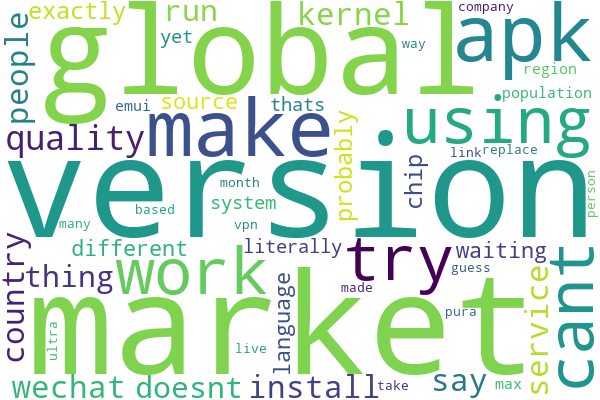 exactly run kernel company
people global way apk
yet region
emui source thats population
quality make probably using
version chip link replace
month person
many based system
vpn
different literally try waiting
country thing work guess cant
made language service
market pura
ultra live
wechat doesnt install take say max